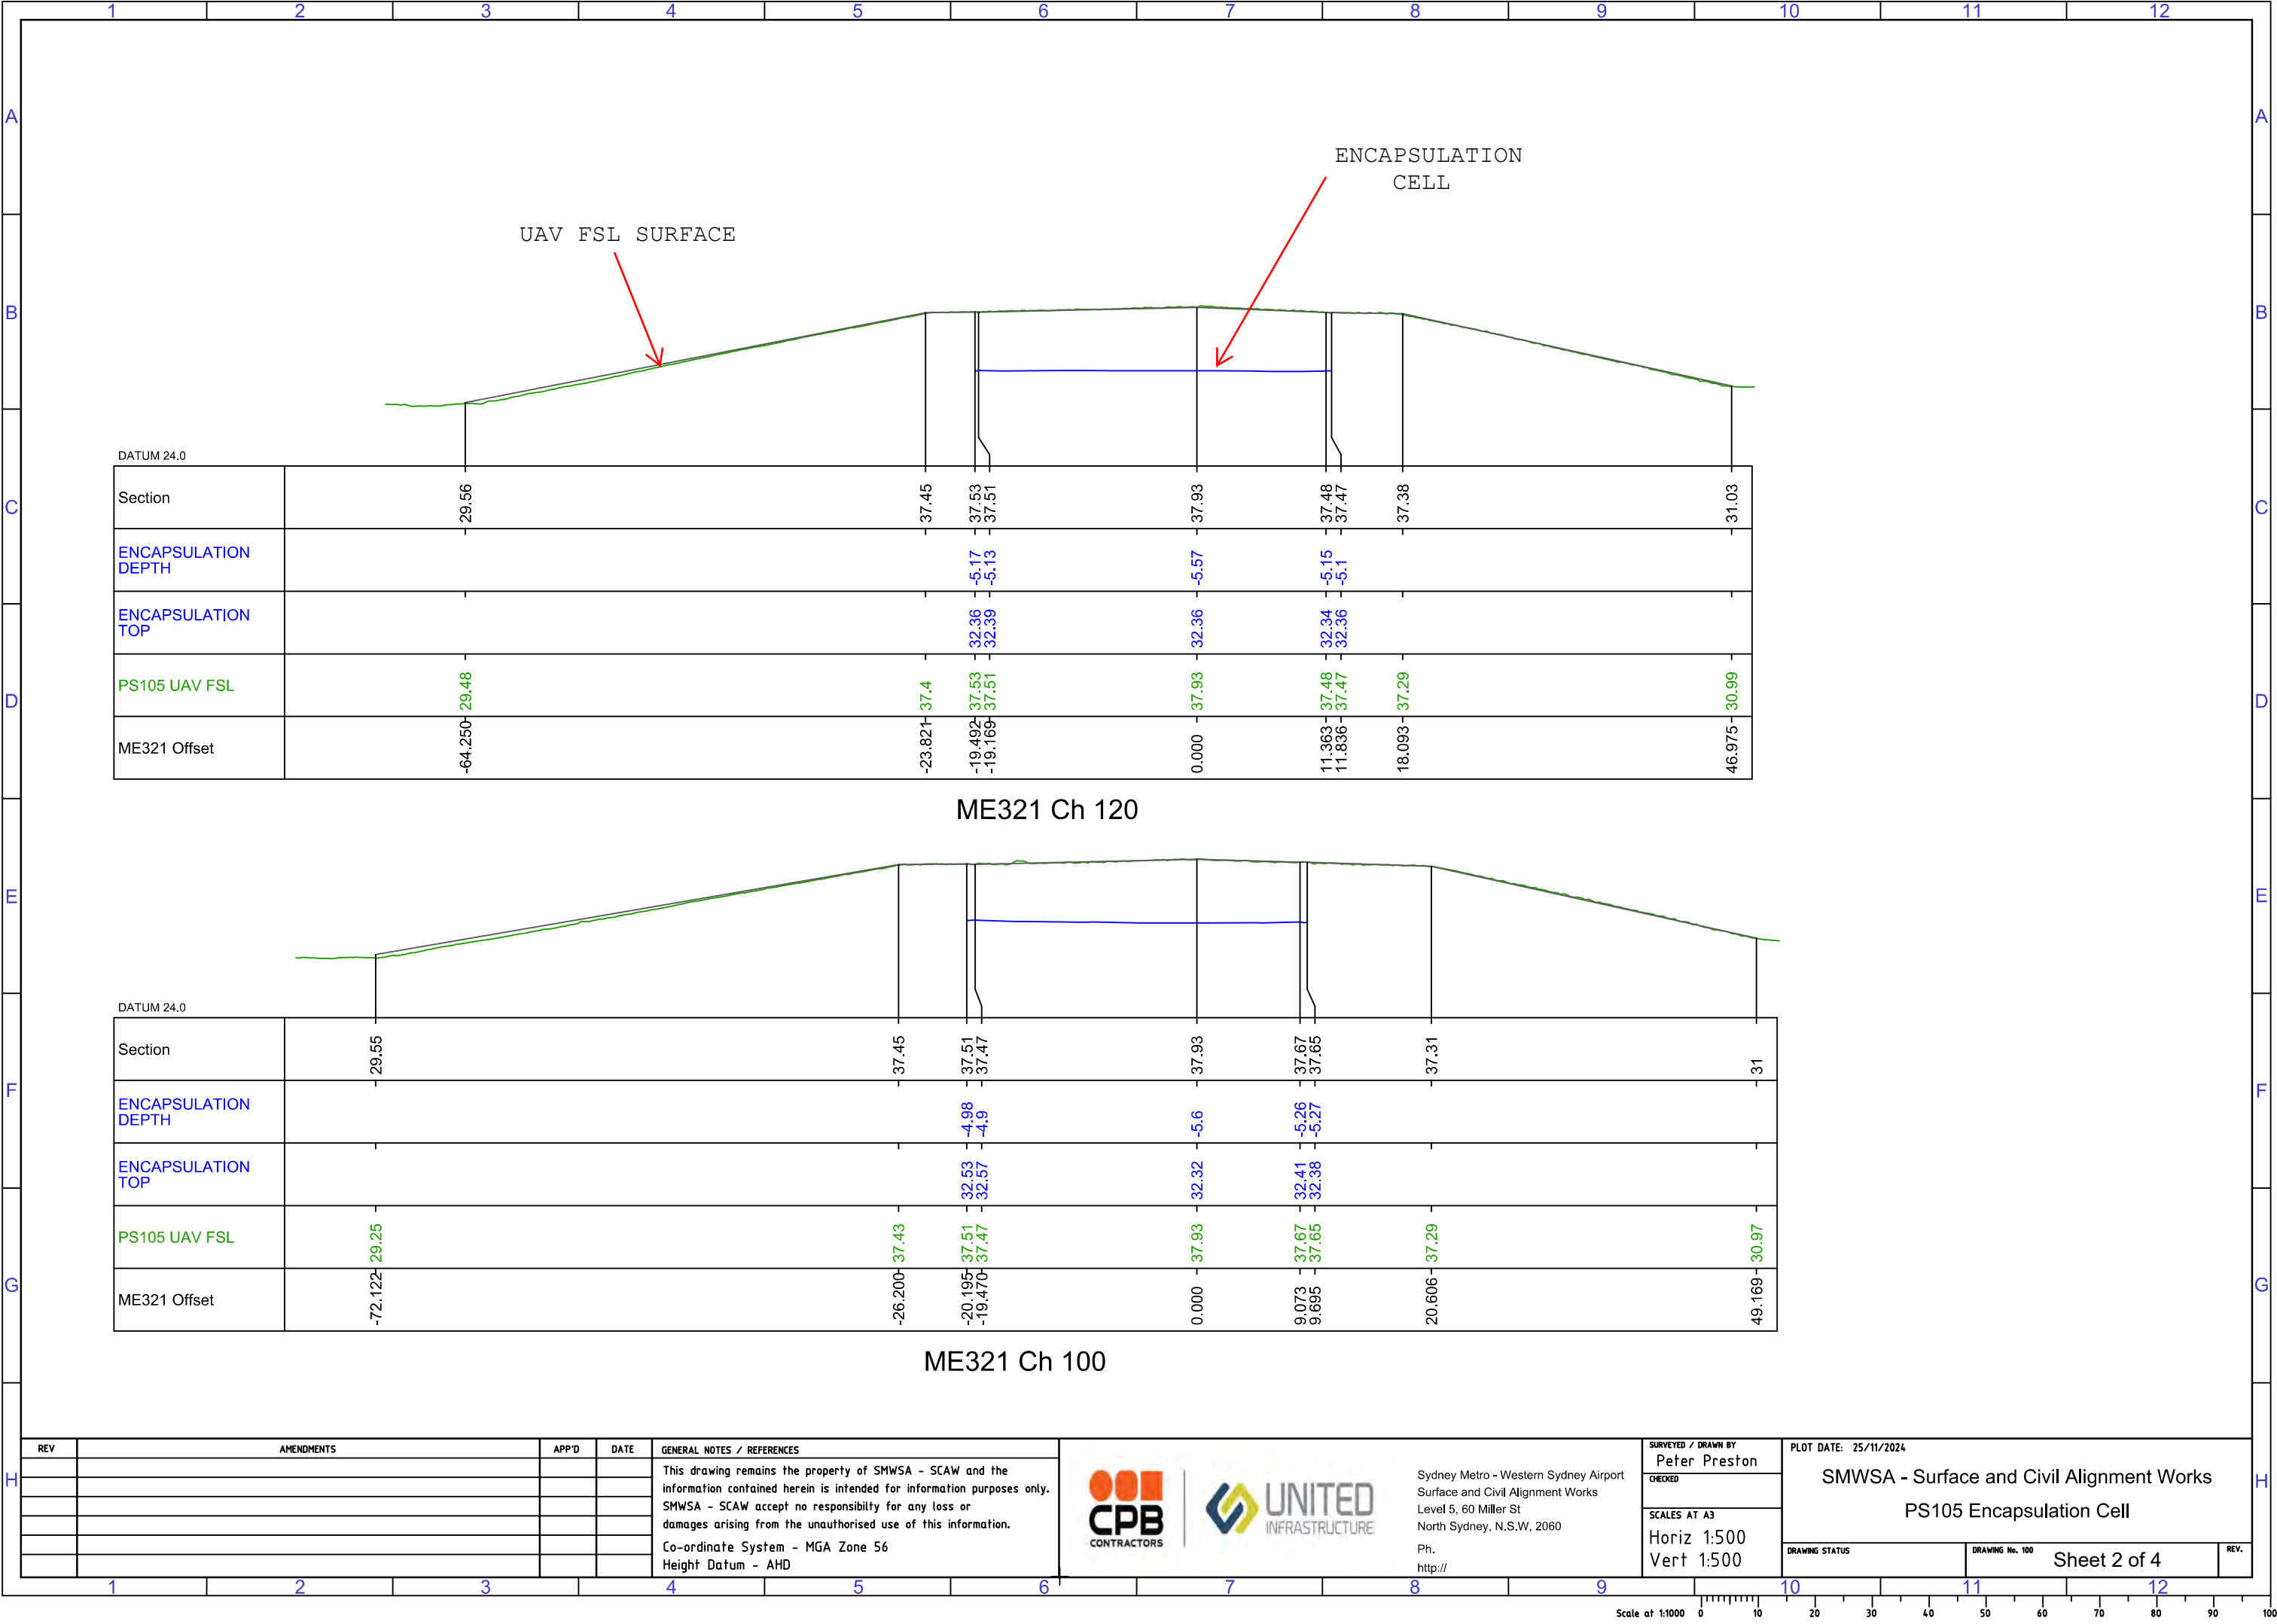 1 2 3 4 5 6 7 8 9 10 11 12
A A
ENCAPSULATION
CELL
UAV FSL SURFACE
B B
DATUM 24.0
C C
Section 29.56 37.45 37.53 37.51 37.93 37.48 37.47 37.38 31.03
ENCAPSULATION
DEPTH -5.17 -5.13 -5.57 -5.15 -5.1
ENCAPSULATION
TOP 32.36 32.39 32.36 32.34 32.36
D D
PS105 UAV FSL 29.48 37.4 37.53 37.51 37.93 37.48 37.47 37.29 30.99
ME321 Offset -64.250 -23.821 -19.492 -19.169 0.000 11.363 11.836 18.093 46.975
ME321 Ch 120
E E
DATUM 24.0
Section 29.55 37.45 37.51 37.47 37.93 37.67 37.65 37.31 31
F F
ENCAPSULATION
DEPTH -4.98 -4.9 -5.6 -5.26 -5.27
ENCAPSULATION
TOP 32.53 32.57 32.32 32.41 32.38
PS105 UAV FSL 29.25 37.43 37.51 37.47 37.93 37.67 37.65 37.29 30.97
G G
ME321 Offset -72.122 -26.200 -20.195 -19.470 0.000 9.073 9.695 20.606 49.169
ME321 Ch 100
H H
REV AMENDMENTS APP'D DATE
GENERAL NOTES / REFERENCES
This drawing remains the property of SMWSA - SCAW and the
information contained herein is intended for information purposes only.
SMWSA - SCAW accept no responsibilty for any loss or
damages arising from the unauthorised use of this information.
Co-ordinate System - MGA Zone 56
Height Datum - AHD
CPB
CONTRACTORS
UNITED
INFRASTRUCTURE
Sydney Metro - Western Sydney Airport
Surface and Civil Alignment Works
Level 5, 60 Miller St
North Sydney, N.S.W, 2060
Ph.
http://
SURVEYED / DRAWN BY
Peter Preston
CHECKED
SCALES AT A3
Horiz 1:500
Vert 1:500
PLOT DATE: 25/11/2024
SMWSA - Surface and Civil Alignment Works
PS105 Encapsulation Cell
DRAWING STATUS
DRAWING No. 100 Sheet 2 of 4
REV.
1 2 3 4 5 6 7 8 9 10 11 12
Scale at 1:1000 0 10 20 30 40 50 60 70 80 90 100